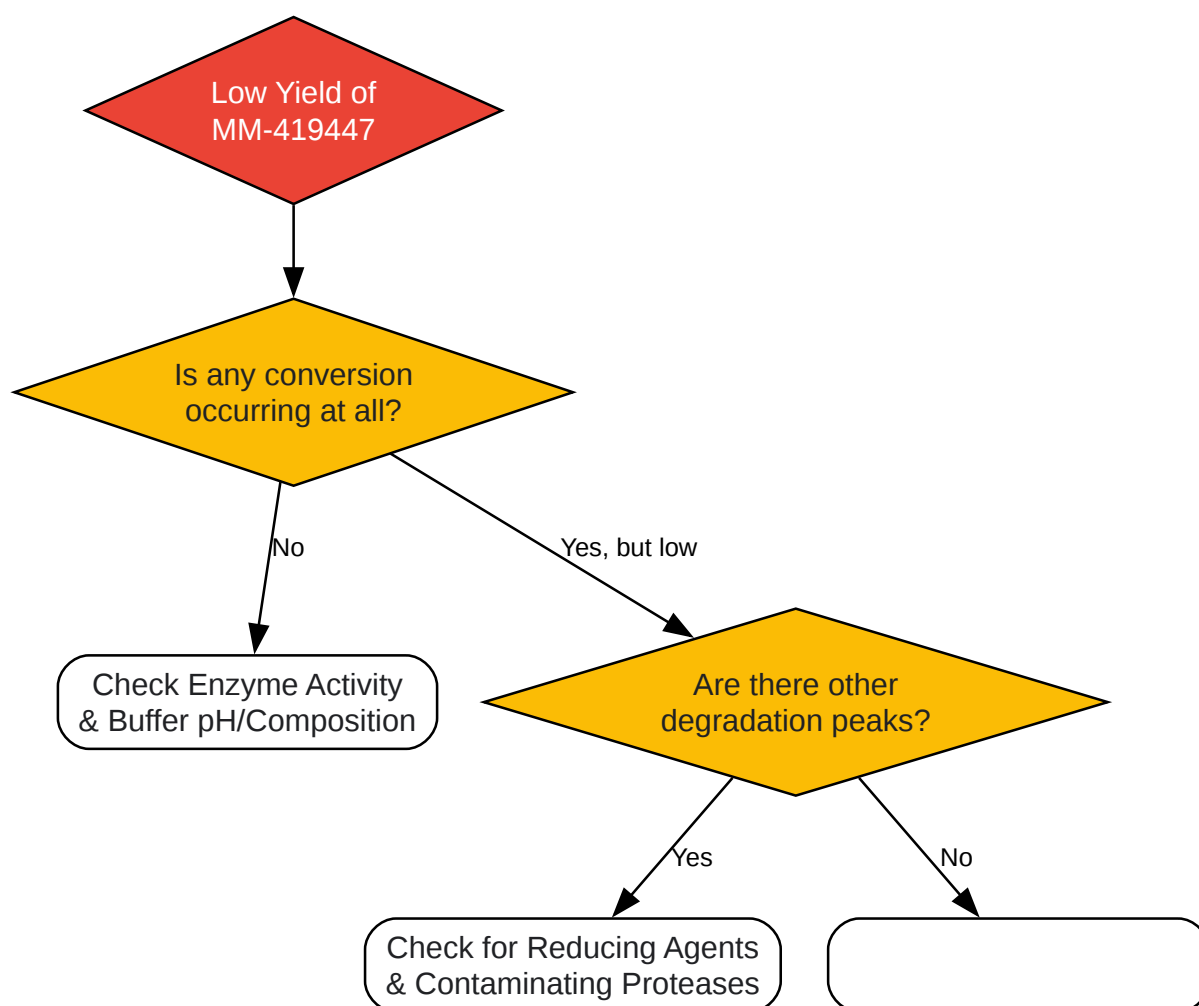 Low Yield of
MM-419447
Is any conversion
occurring at all?
No
Yes, but low
Check Enzyme Activity
& Buffer pH/Composition
Are there other
degradation peaks?
Yes
No
Check for Reducing Agents
& Contaminating Proteases